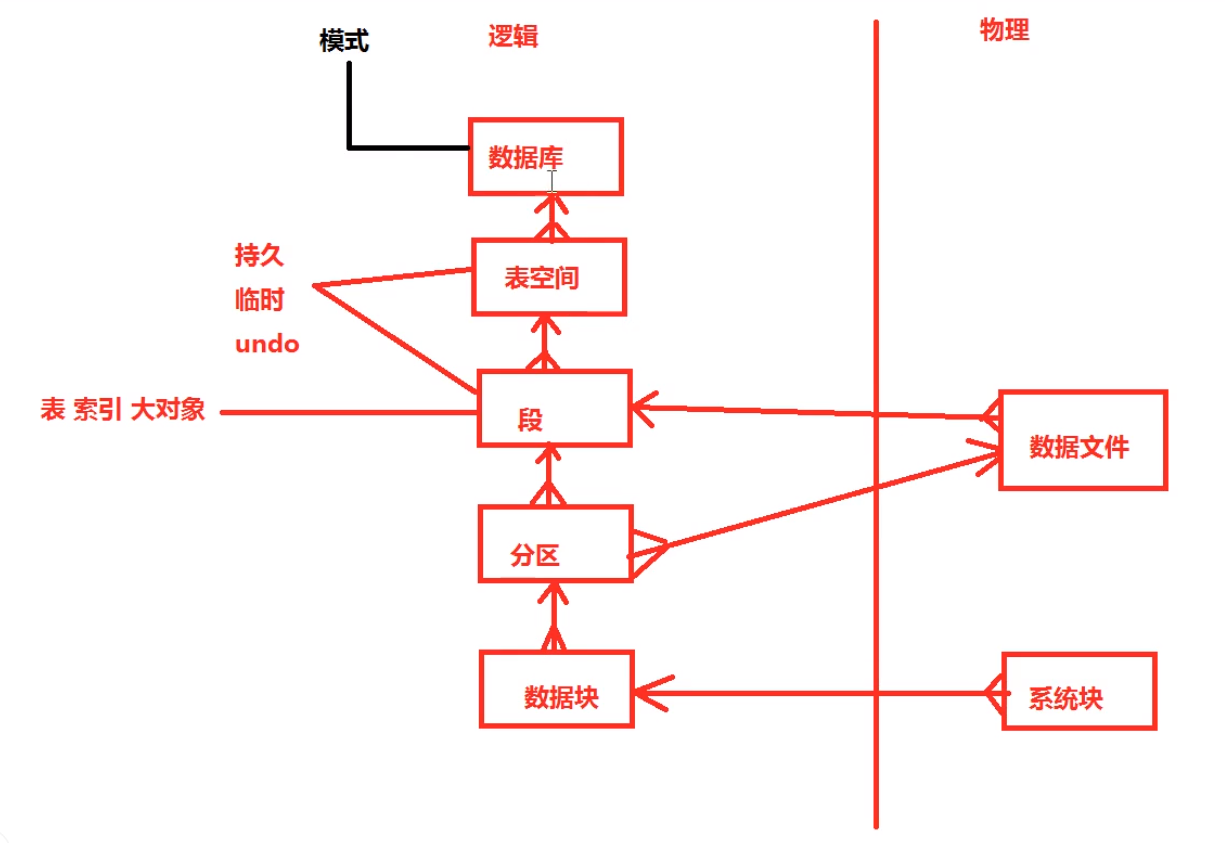 模式
逻辑
物理
数据库
持久
临时
undo
表空间
表 索引 大对象
段
数据文件
分区
数据块
系统块